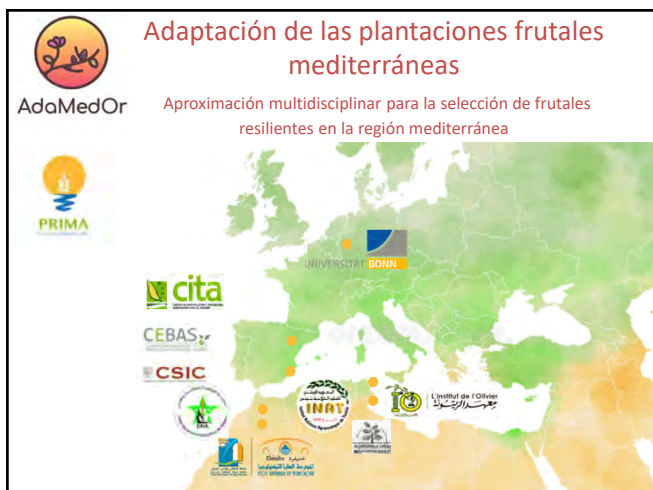 Adaptación de las plantaciones frutales
mediterráneas
AdaMedOr
Aproximación multidisciplinar para la selección de frutales
resilientes en la región mediterránea
PRIMA
UNIVERSITÄT BONN
cita
CEBAS
CSIC
INAT
L'institut de l'Olivier
معهد الزيتونة